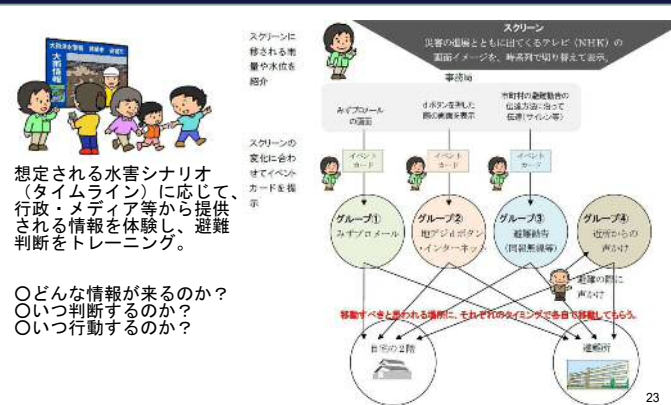 大雨情報
想定される水害シナリオ
（タイムライン）に応じて、
行政・メディア等から提供
される情報を体験し、避難
判断をトレーニング。
〇どんな情報が来るのか？
〇いつ判断するのか？
〇いつ行動するのか？
スクリーンに
移される雨
量や水位を
紹介
スクリーンの
変化に合わ
せてイベント
カードを提
示
スクリーン
災害の進展とともに出てくるテレビ（NHK）の
画面イメージを、時系列で切り替えて表示。
事務局
みずプロメール
の画面
dボタンを押した
際の画面を表示
市町村の避難勧告の
伝達方法に沿って
伝達(サイレン等)
イベント
カード
イベント
カード
イベント
カード
グループ①
みずプロメール
グループ②
地デジdボタン
・インターネット
グループ③
避難勧告
（同報無線等）
グループ④
近所からの
声かけ
避難の際に
声かけ
移動すべきと思われる場所に、それぞれのタイミングで各自で移動してもらう。
自宅の2階
避難所
23